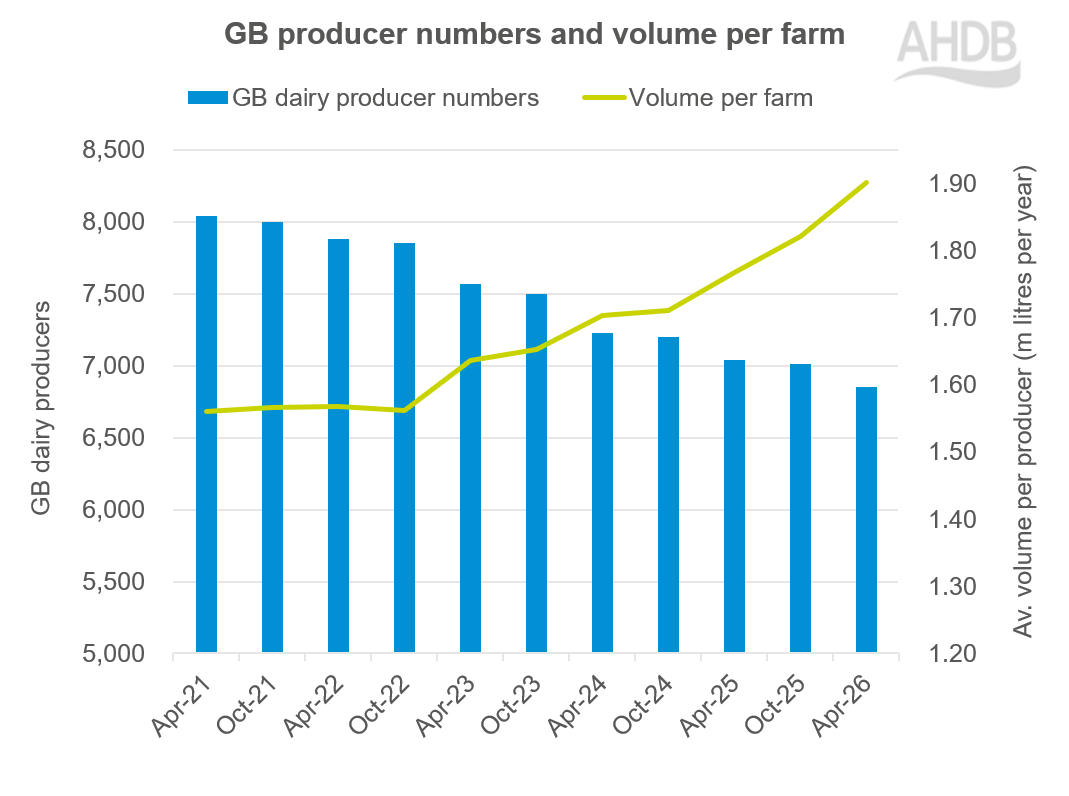 GB producer numbers and volume per farm
AHDB
GB dairy producer numbers
Volume per farm
8,500
8,000
7,500
7,000
6,500
6,000
5,500
5,000
GB dairy producers
1.90
1.80
1.70
1.60
1.50
1.40
1.30
1.20
Av. volume per producer (m litres per year)
Apr-21
Oct-21
Apr-22
Oct-22
Apr-23
Oct-23
Apr-24
Oct-24
Apr-25
Oct-25
Apr-26